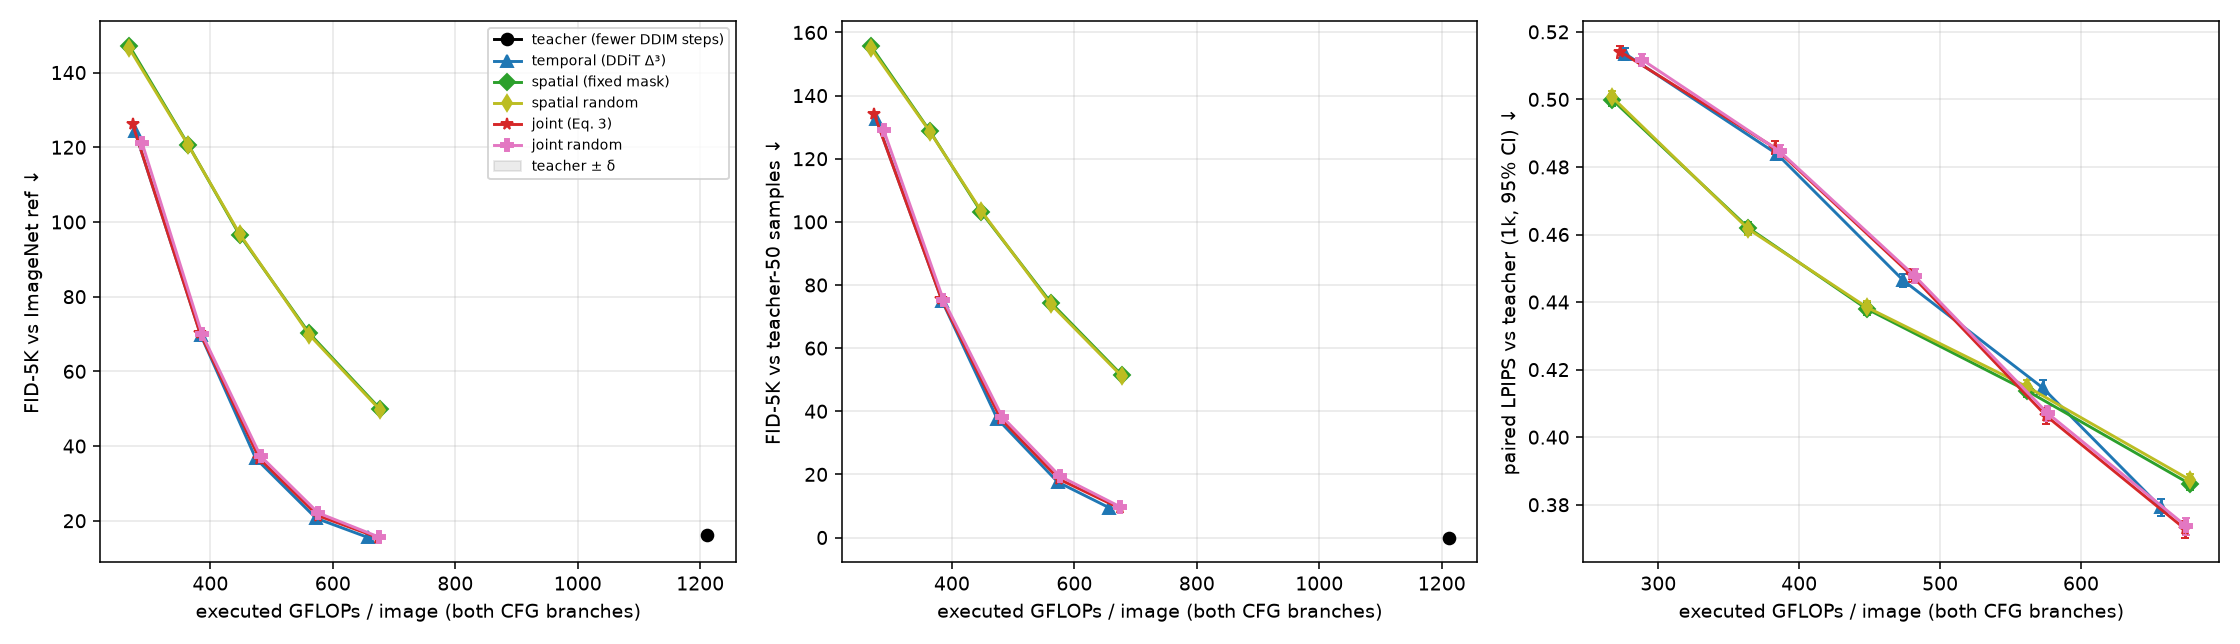 FID-5K vs ImageNet ref ↓
140
120
100
80
60
40
20
teacher (fewer DDIM steps)
temporal (DDiT Δ³)
spatial (fixed mask)
spatial random
joint (Eq. 3)
joint random
teacher ± δ
400 600 800 1000 1200
executed GFLOPs / image (both CFG branches)
FID-5K vs teacher-50 samples ↓
160
140
120
100
80
60
40
20
0
400 600 800 1000 1200
executed GFLOPs / image (both CFG branches)
paired LPIPS vs teacher (1k, 95% CI) ↓
0.52
0.50
0.48
0.46
0.44
0.42
0.40
0.38
300 400 500 600
executed GFLOPs / image (both CFG branches)